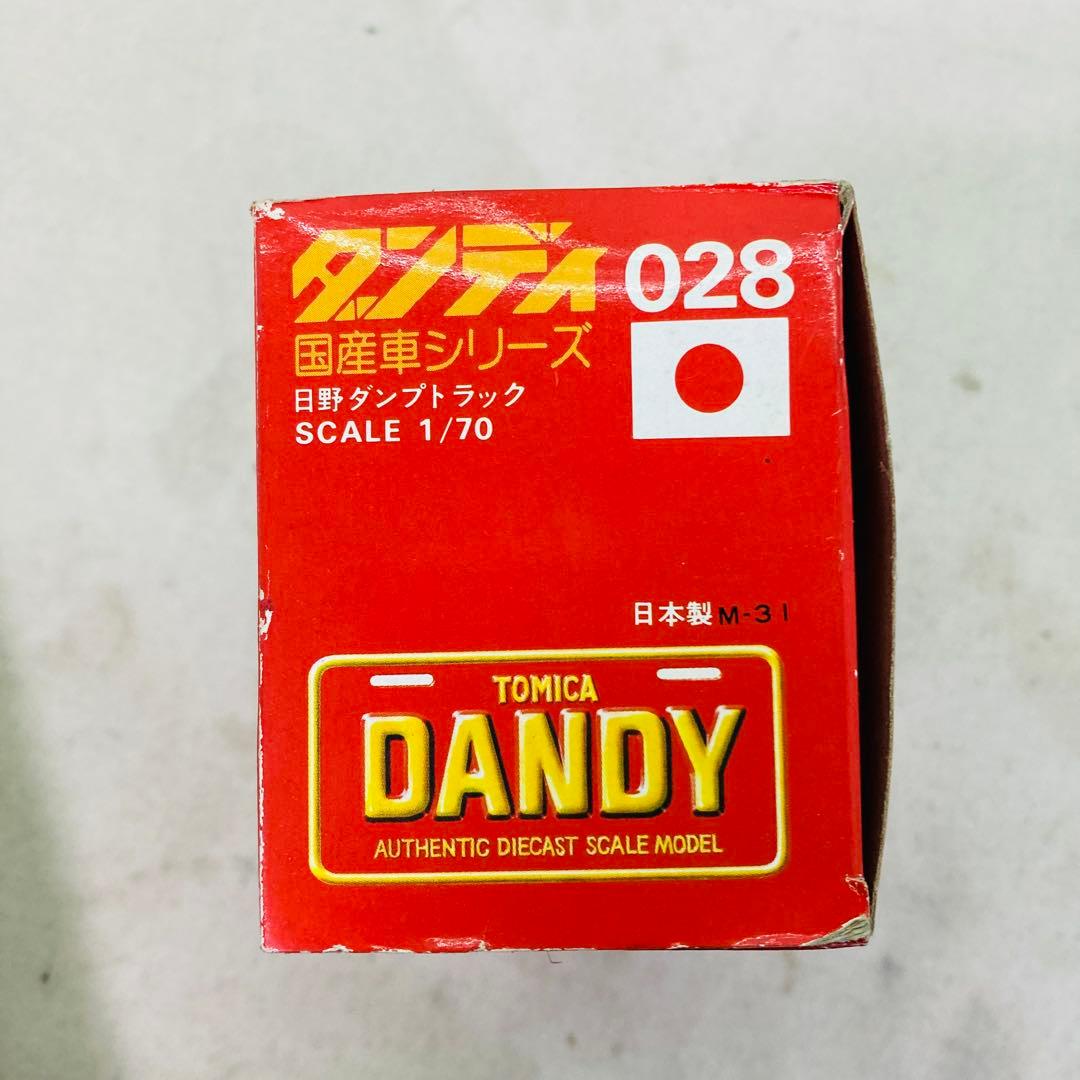 ダンディ 028
国産車シリーズ
日野ダンプトラック
SCALE 1/70
日本製 M-31
TOMICA
DANDY
AUTHENTIC DIECAST SCALE MODEL